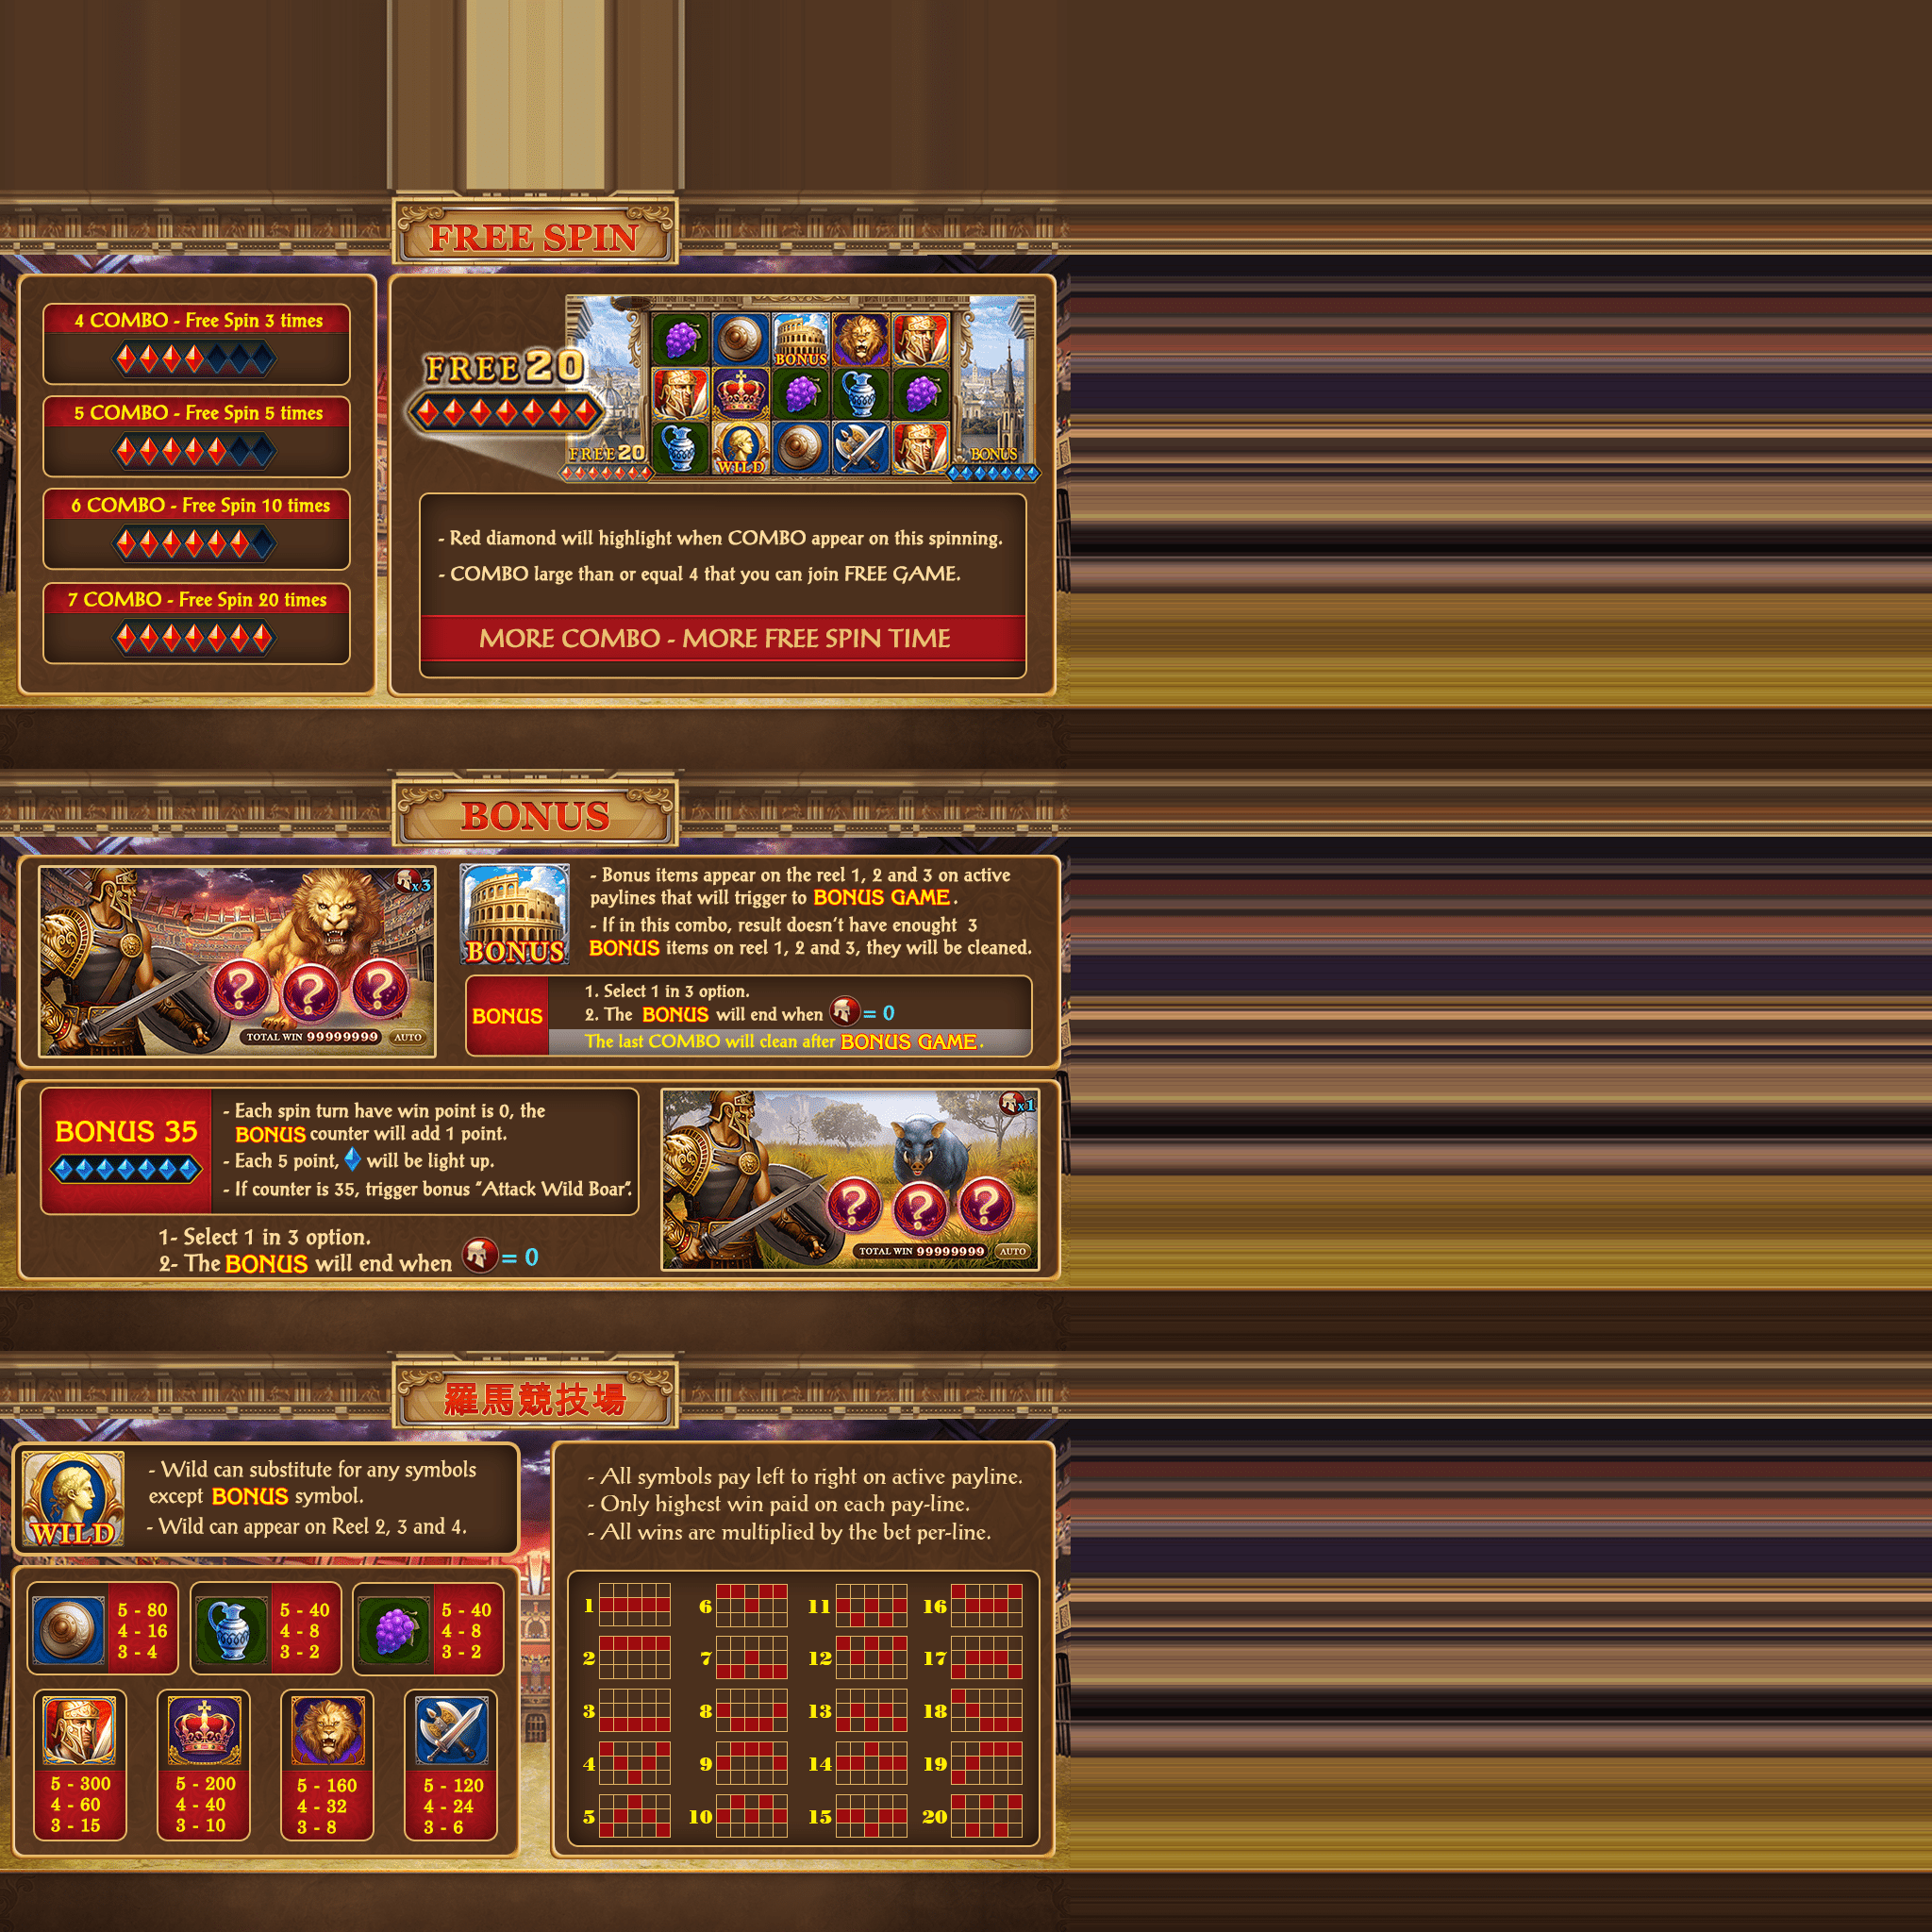 FREE SPIN
4 COMBO - Free Spin 3 times
5 COMBO - Free Spin 5 times
6 COMBO - Free Spin 10 times
7 COMBO - Free Spin 20 times
FREE 20
BONUS
WILD
FREE 20
BONUS
- Red diamond will highlight when COMBO appear on this spinning.
- COMBO large than or equal 4 that you can join FREE GAME.
MORE COMBO - MORE FREE SPIN TIME
BONUS
x3
TOTAL WIN 99999999
AUTO
BONUS
- Bonus items appear on the reel 1, 2 and 3 on active
paylines that will trigger to BONUS GAME.
- If in this combo, result doesn't have enought 3
BONUS items on reel 1, 2 and 3, they will be cleaned.
BONUS
1. Select 1 in 3 option.
2. The BONUS will end when = 0
The last COMBO will clean after BONUS GAME.
BONUS 35
- Each spin turn have win point is 0, the
BONUS counter will add 1 point.
- Each 5 point, will be light up.
- If counter is 35, trigger bonus "Attack Wild Boar".
1- Select 1 in 3 option.
2- The BONUS will end when = 0
x1
TOTAL WIN 99999999
AUTO
羅馬競技場
WILD
- Wild can substitute for any symbols
except BONUS symbol.
- Wild can appear on Reel 2, 3 and 4.
5 - 80
4 - 16
3 - 4
5 - 40
4 - 8
3 - 2
5 - 40
4 - 8
3 - 2
5 - 300
4 - 60
3 - 15
5 - 200
4 - 40
3 - 10
5 - 160
4 - 32
3 - 8
5 - 120
4 - 24
3 - 6
- All symbols pay left to right on active payline.
- Only highest win paid on each pay-line.
- All wins are multiplied by the bet per-line.
1 6 11 16
2 7 12 17
3 8 13 18
4 9 14 19
5 10 15 20